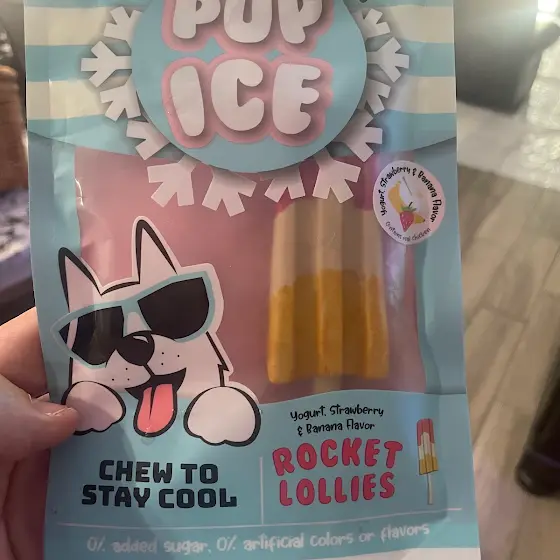 PUP
ICE
Yogurt, Strawberry & Banana Flavor
Yogurt, Strawberry
& Banana Flavor
CHEW TO
STAY COOL
ROCKET
LOLLIES
0% added sugar, 0% artificial colors or flavors